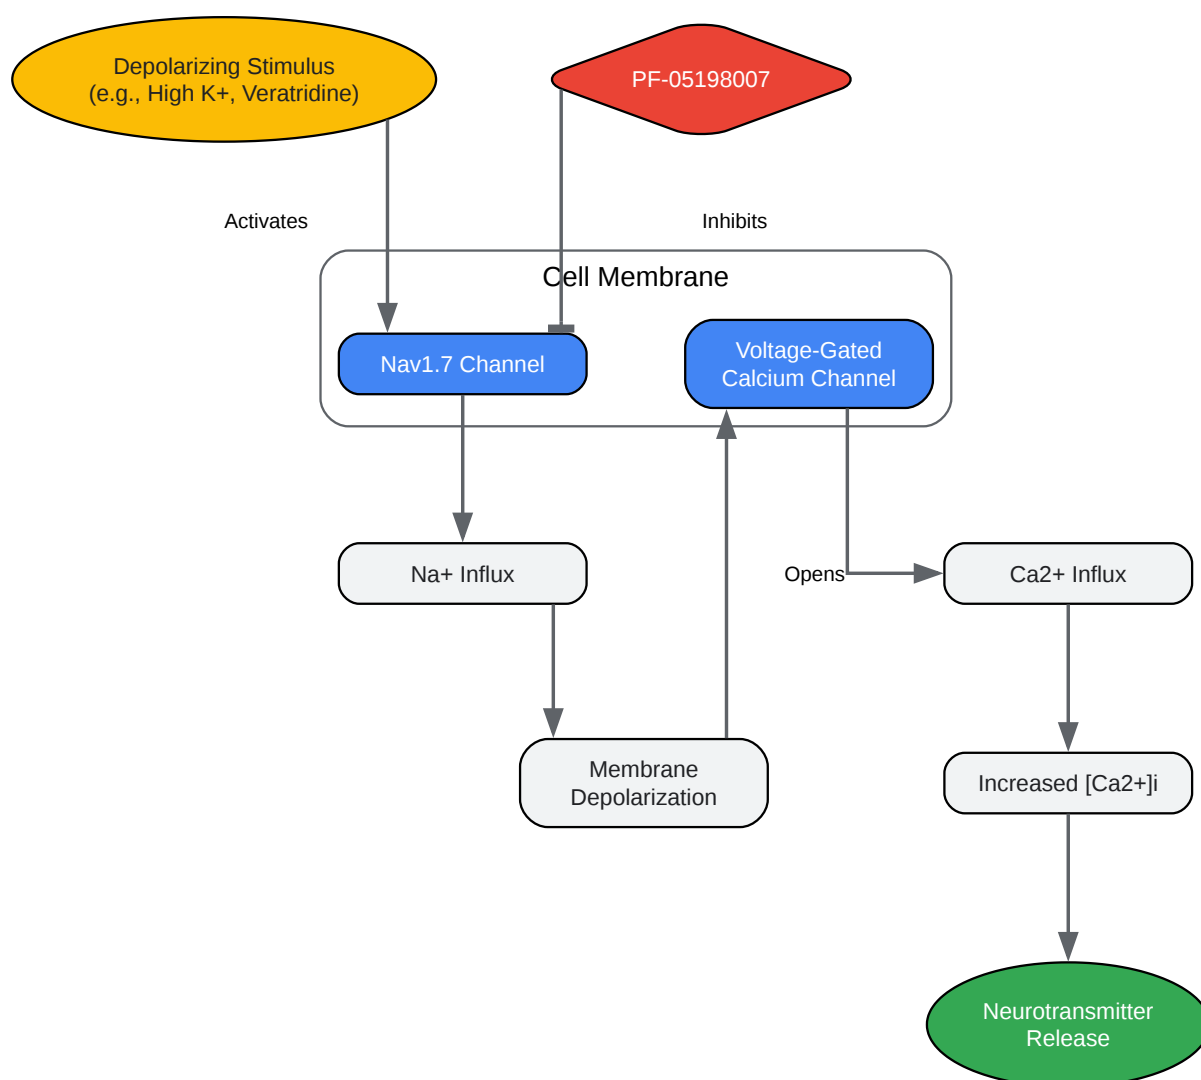 Depolarizing Stimulus
(e.g., High K+, Veratridine)
PF-05198007
Activates
Inhibits
Cell Membrane
Nav1.7 Channel
Voltage-Gated
Calcium Channel
Na+ Influx
Opens
Ca2+ Influx
Membrane
Depolarization
Increased [Ca2+]i
Neurotransmitter
Release